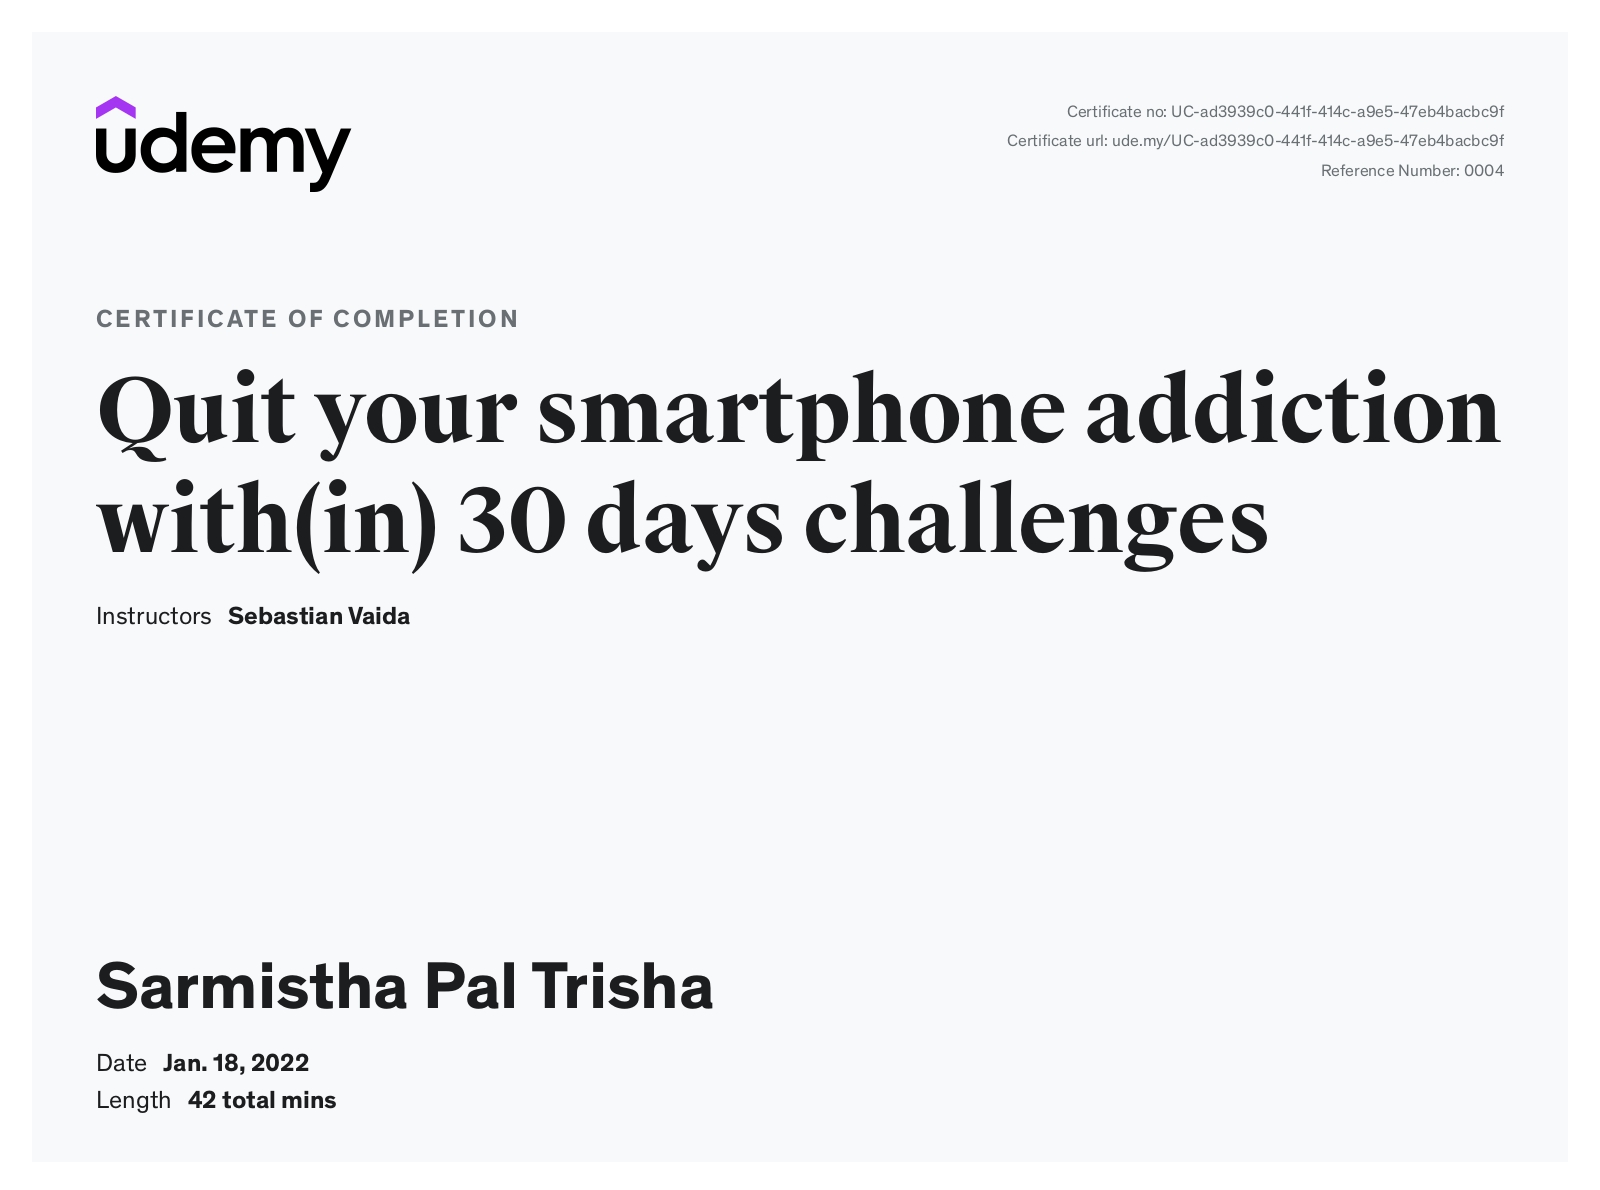 udemy
Certificate no: UC-ad3939c0-441f-414c-a9e5-47eb4bacbc9f
Certificate url: ude.my/UC-ad3939c0-441f-414c-a9e5-47eb4bacbc9f
Reference Number: 0004
CERTIFICATE OF COMPLETION
Quit your smartphone addiction
with(in) 30 days challenges
Instructors Sebastian Vaida
Sarmistha Pal Trisha
Date Jan. 18, 2022
Length 42 total mins